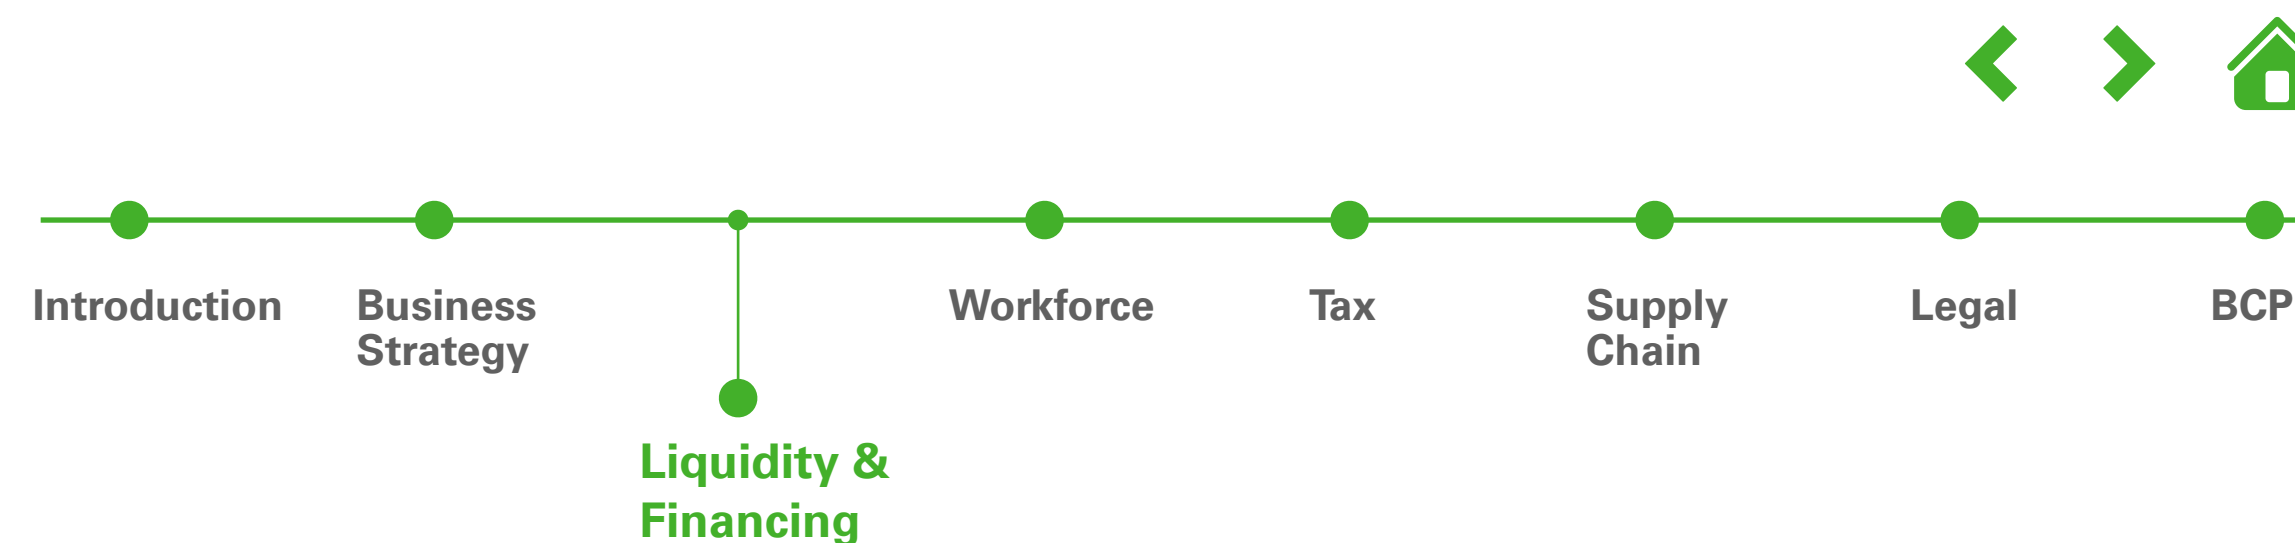 Introduction
Business
Strategy
Liquidity &
Financing
Workforce
Tax
Supply
Chain
Legal
BCP